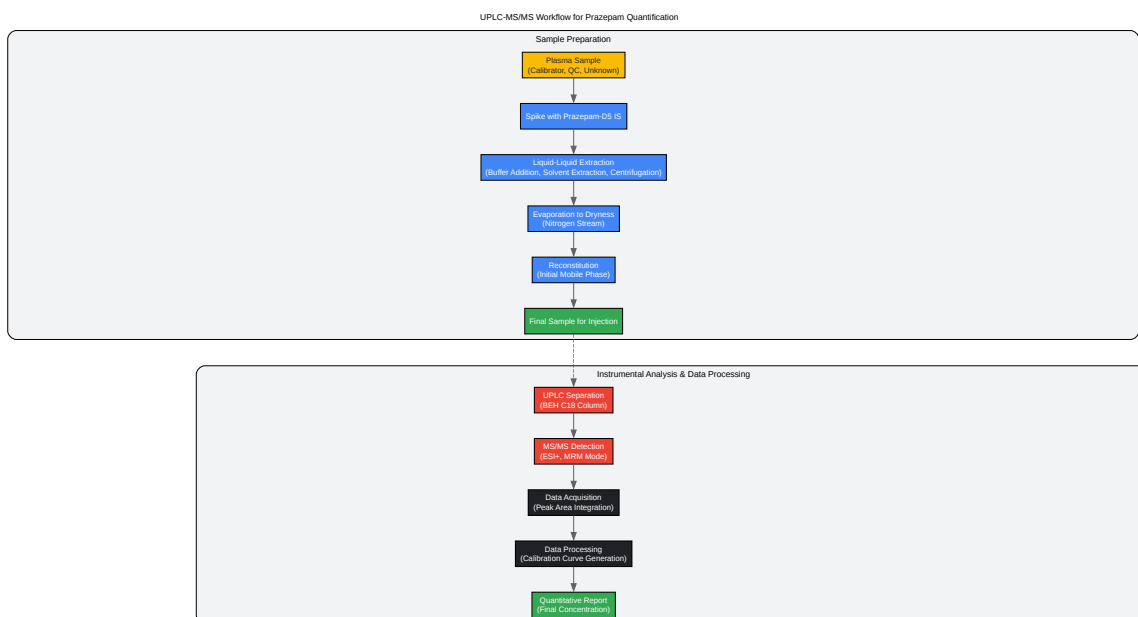 UPLC-MS/MS Workflow for Prazepam Quantification
Sample Preparation
Plasma Sample
(Calibrator, QC, Unknown)
Spike with Prazepam-D5 IS
Liquid-Liquid Extraction
(Buffer Addition, Solvent Extraction, Centrifugation)
Evaporation to Dryness
(Nitrogen Stream)
Reconstitution
(Initial Mobile Phase)
Final Sample for Injection
Instrumental Analysis & Data Processing
UPLC Separation
(BEH C18 Column)
MS/MS Detection
(ESI+, MRM Mode)
Data Acquisition
(Peak Area Integration)
Data Processing
(Calibration Curve Generation)
Quantitative Report
(Final Concentration)